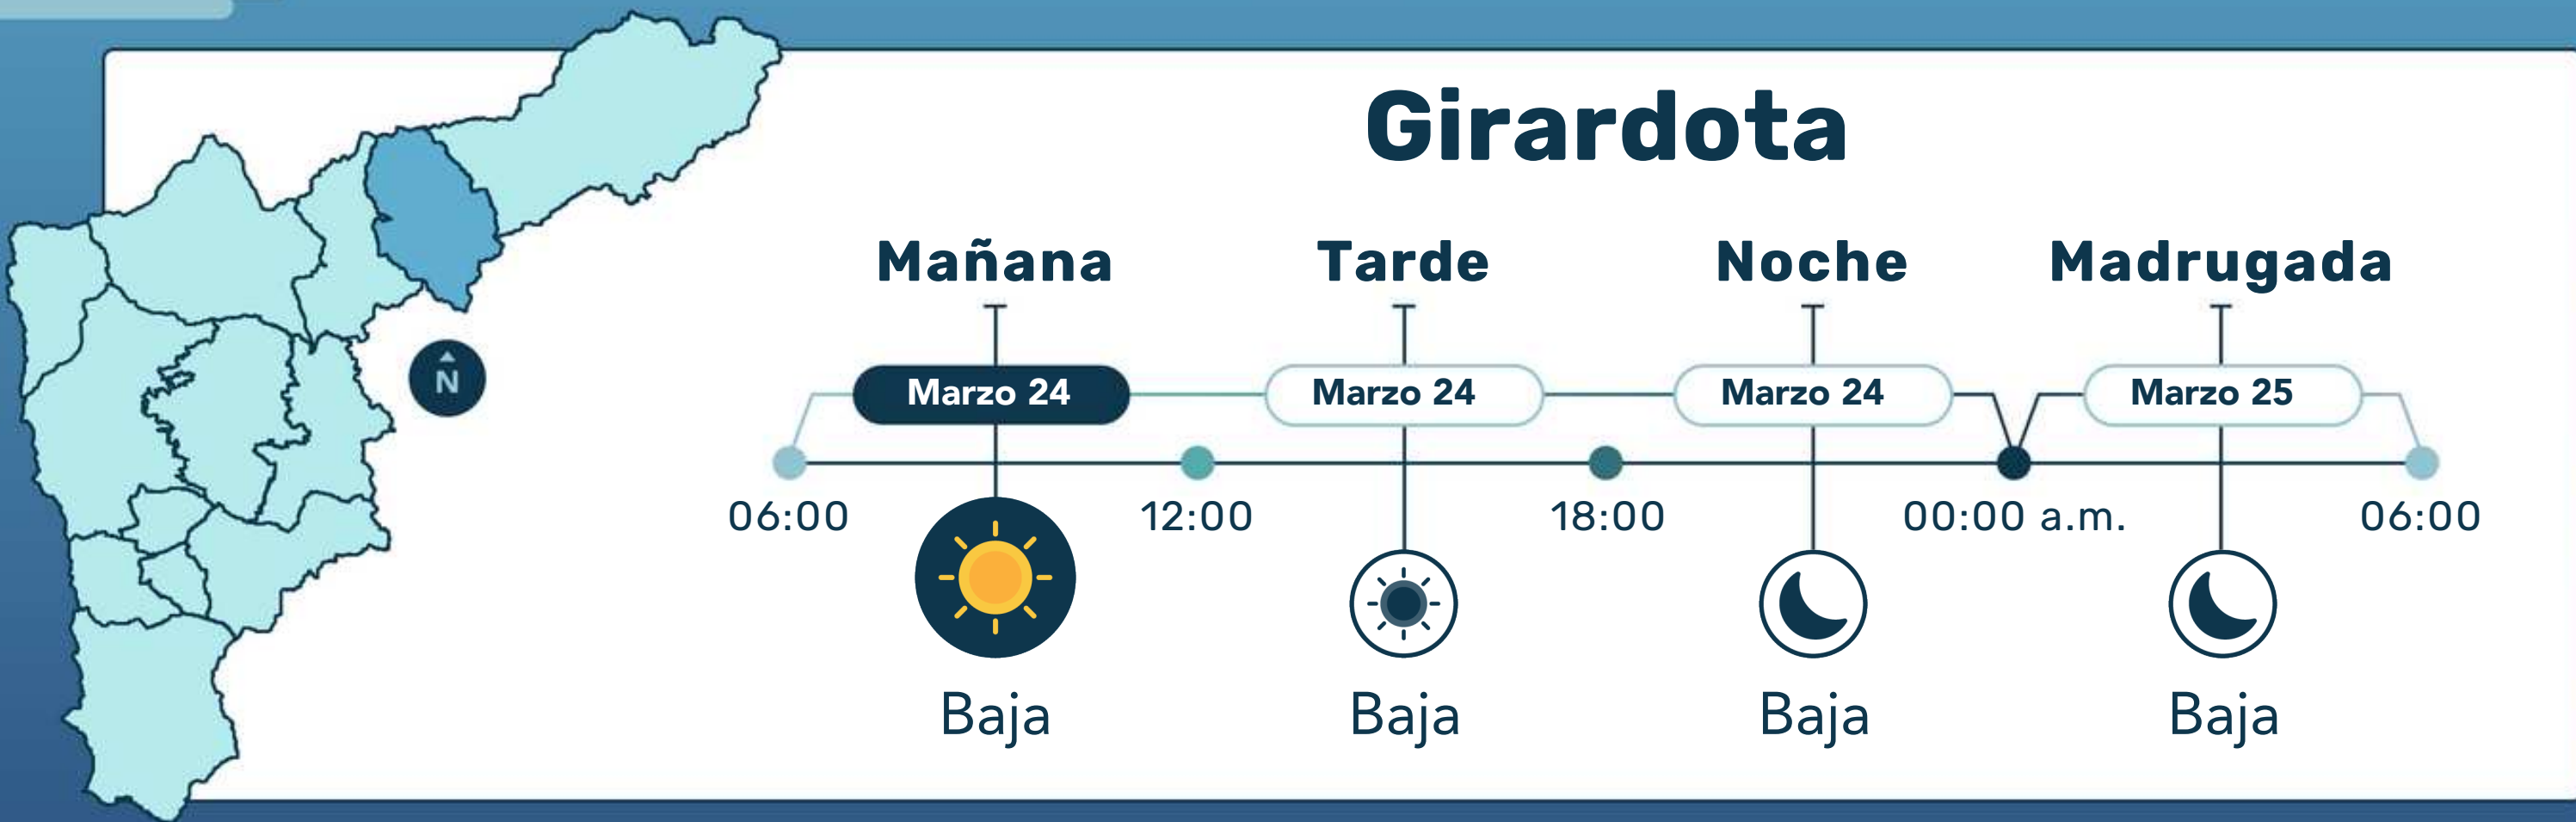 Girardota
Mañana Tarde Noche Madrugada
Marzo 24 Marzo 24 Marzo 24 Marzo 25
N
06:00 12:00 18:00 00:00 a.m. 06:00
Baja Baja Baja Baja